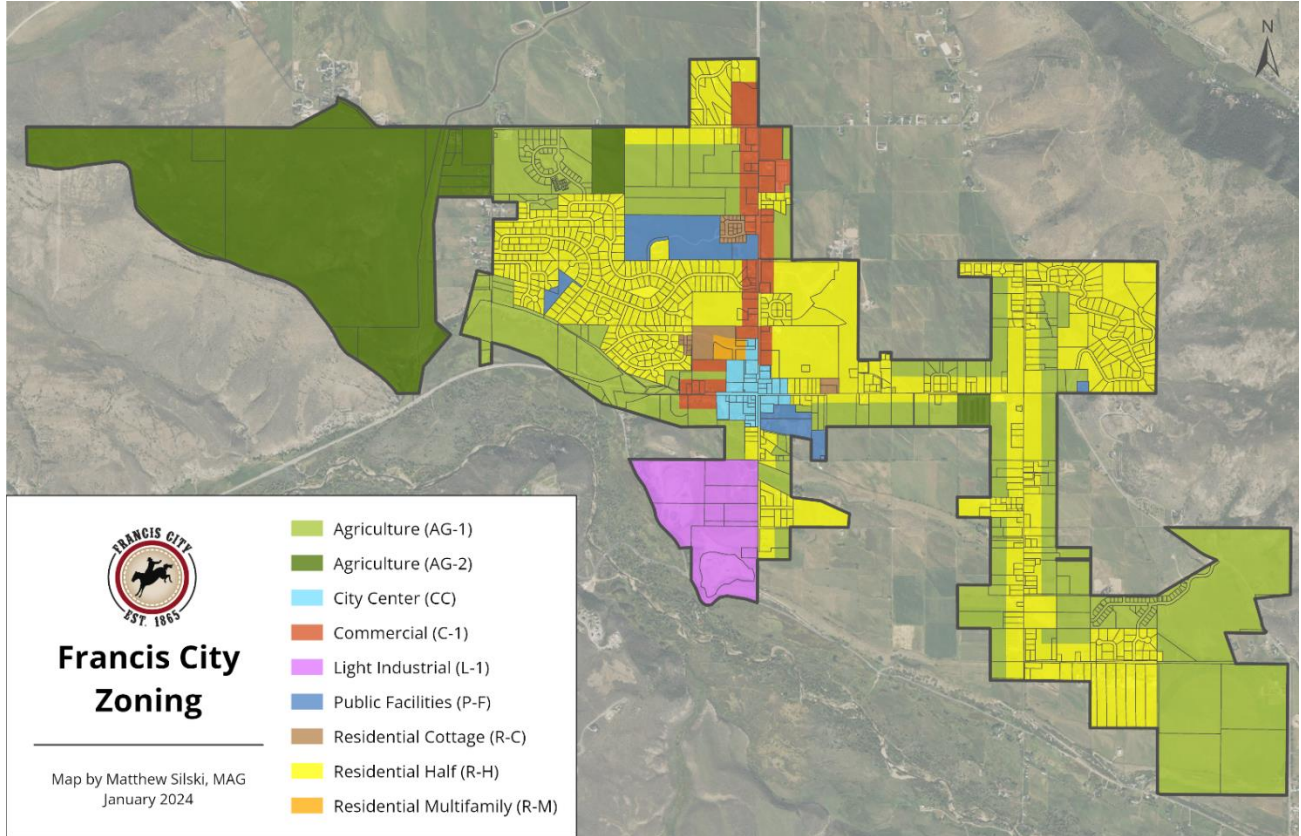 N
FRANCIS CITY
EST. 1865
Francis City
Zoning
Map by Matthew Silski, MAG
January 2024
Agriculture (AG-1)
Agriculture (AG-2)
City Center (CC)
Commercial (C-1)
Light Industrial (L-1)
Public Facilities (P-F)
Residential Cottage (R-C)
Residential Half (R-H)
Residential Multifamily (R-M)